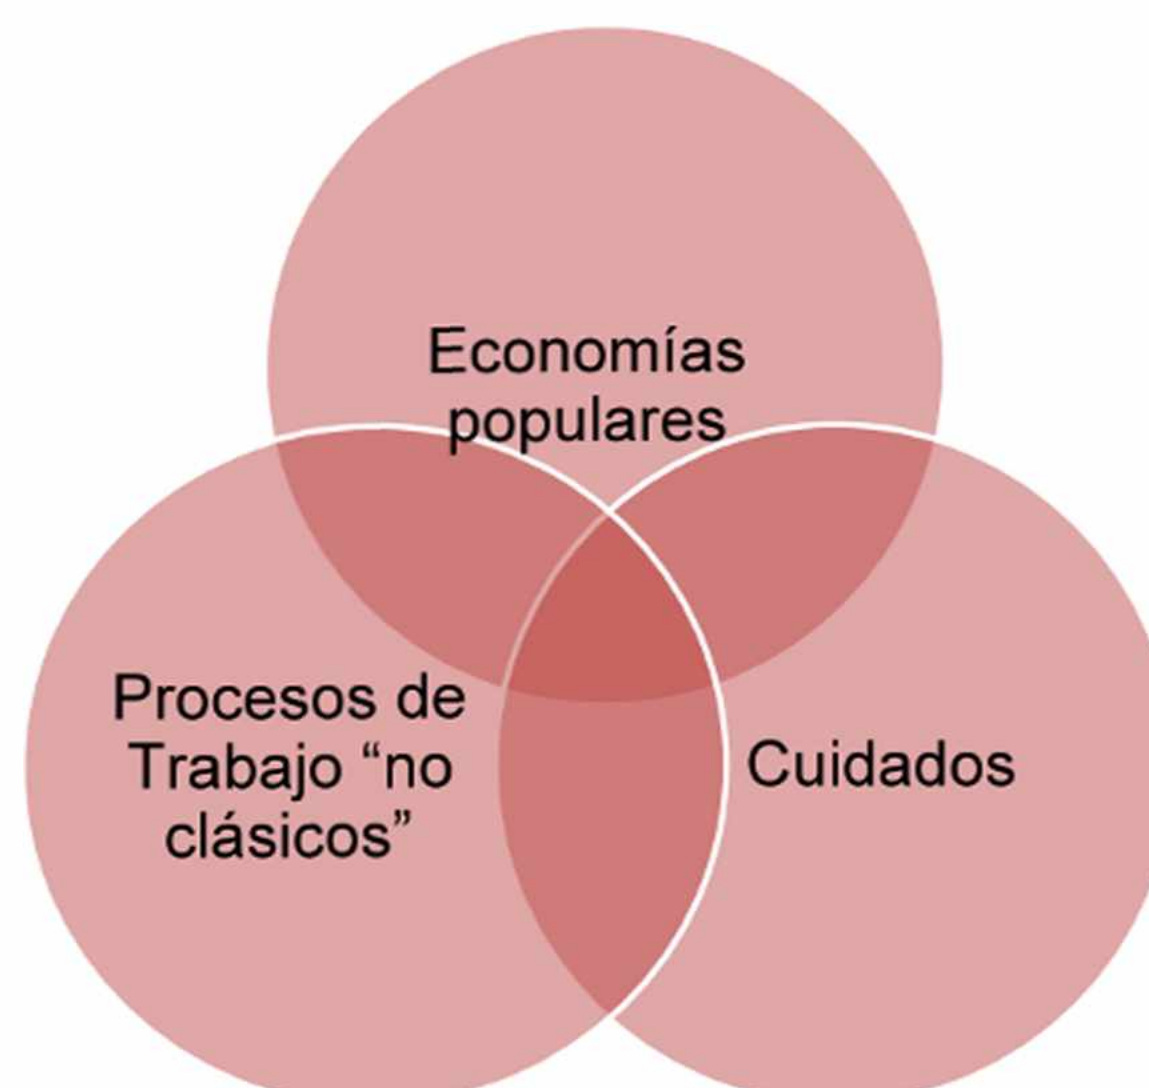 Economías
populares
Procesos de
Trabajo “no
clásicos”
Cuidados